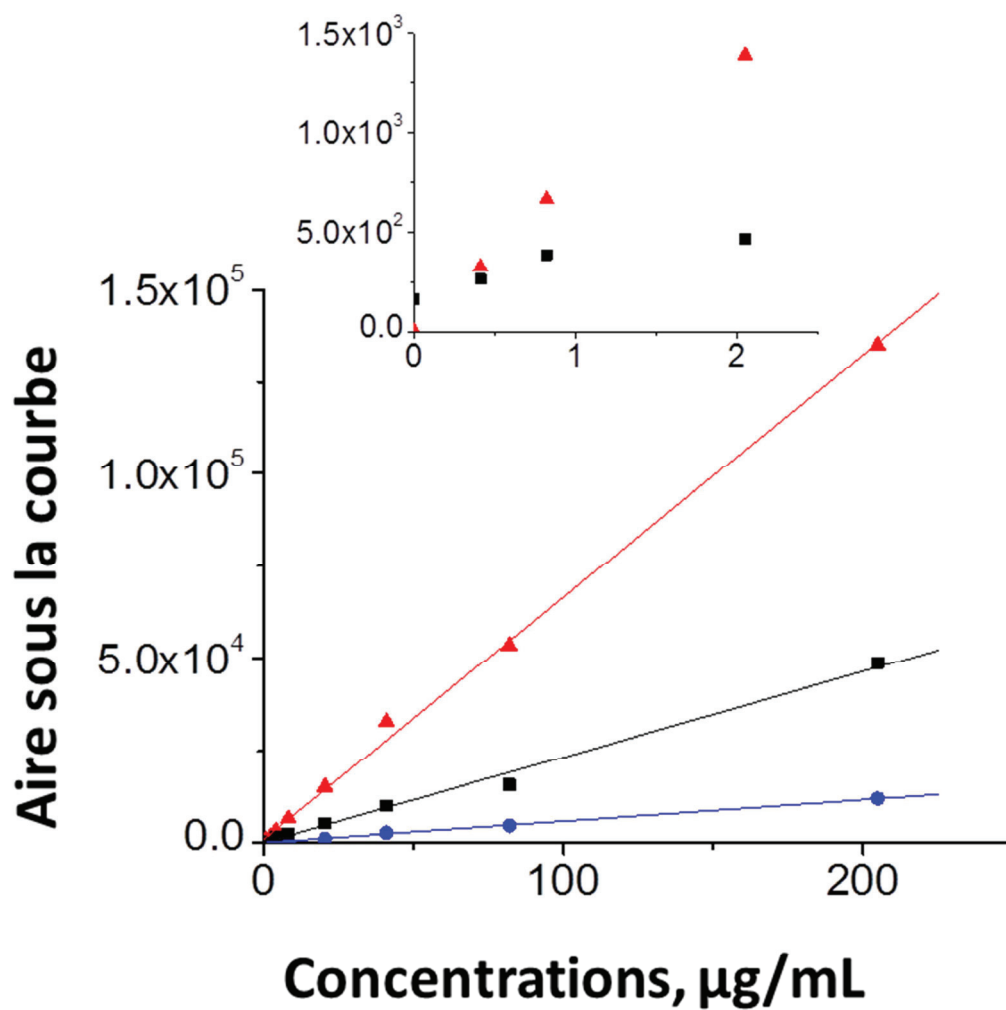 1.5x10³
1.0x10³
5.0x10²
0.0
0 1 2
1.5x10⁵
1.0x10⁵
5.0x10⁴
0.0
0 100 200
Aire sous la courbe
Concentrations, µg/mL